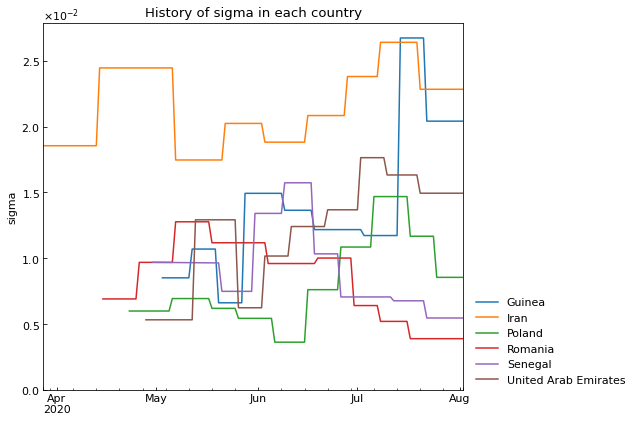 History of sigma in each country
×10⁻²
2.5
2.0
1.5
1.0
0.5
0.0
sigma
Apr
2020
May
Jun
Jul
Aug
Guinea
Iran
Poland
Romania
Senegal
United Arab Emirates